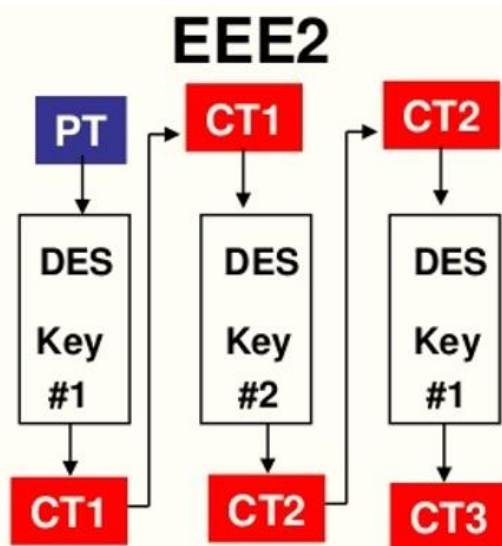 EEE2
PT
DES
Key
#1
CT1
CT1
DES
Key
#2
CT2
CT2
DES
Key
#1
CT3